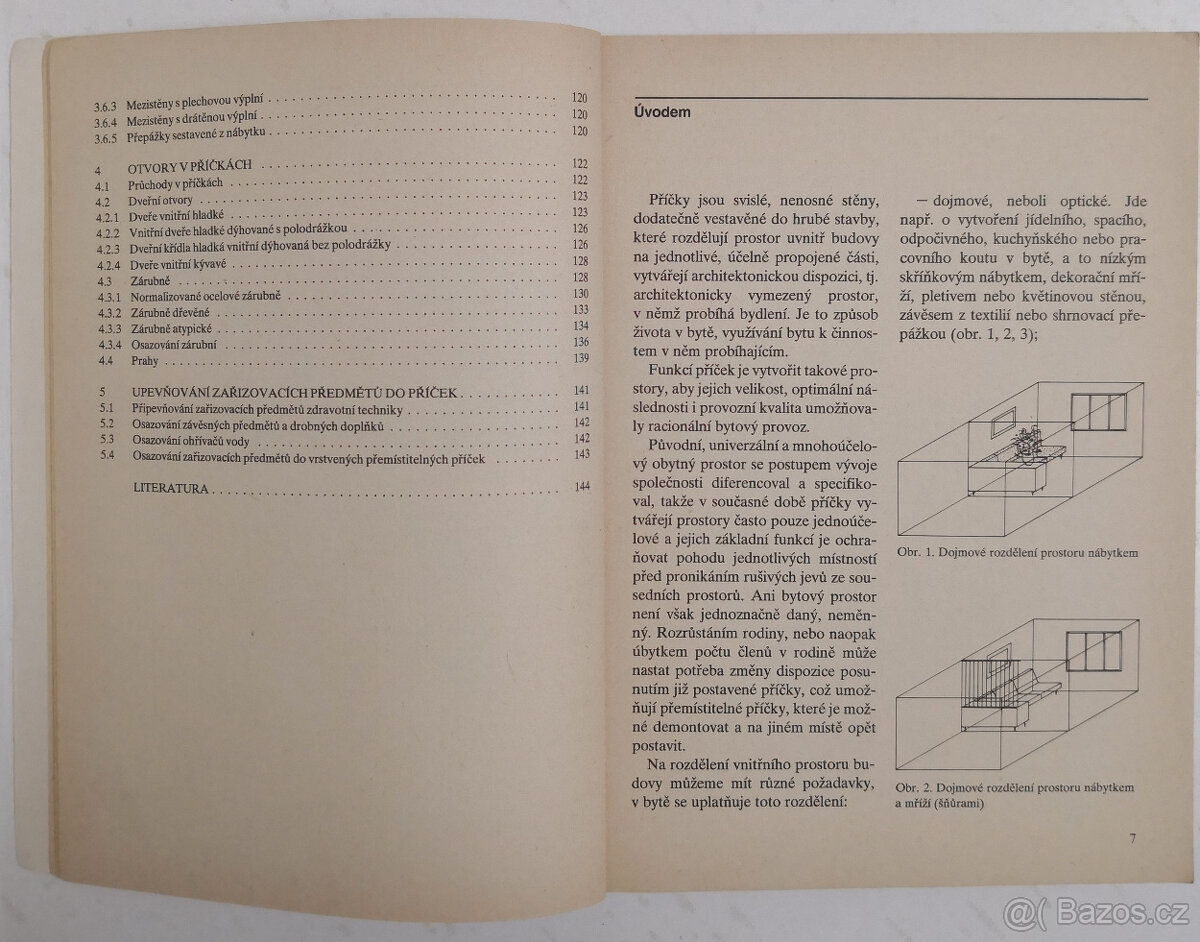 3.6.3 Mezistěny s plechovou výplní . . . . . . . . . . . . . . . . . . . . 120
3.6.4 Mezistěny s drátěnou výplní . . . . . . . . . . . . . . . . . . . . 120
3.6.5 Přepážky sestavené z nábytku . . . . . . . . . . . . . . . . . . . . 120
4 OTVORY V PŘÍČKÁCH . . . . . . . . . . . . . . . . . . . . 122
4.1 Průchody v příčkách . . . . . . . . . . . . . . . . . . . . 122
4.2 Dveřní otvory . . . . . . . . . . . . . . . . . . . . 123
4.2.1 Dveře vnitřní hladké . . . . . . . . . . . . . . . . . . . . 123
4.2.2 Vnitřní dveře hladké dýhované s polodrážkou . . . . . . . . . . . . . . . 126
4.2.3 Dveřní křídla hladká vnitřní dýhovaná bez polodrážky . . . . . . . . . . . . 126
4.2.4 Dveře vnitřní kývavé . . . . . . . . . . . . . . . . . . . . 128
4.3 Zárubně . . . . . . . . . . . . . . . . . . . . 128
4.3.1 Normalizované ocelové zárubně . . . . . . . . . . . . . . . . . . . . 130
4.3.2 Zárubně dřevěné . . . . . . . . . . . . . . . . . . . . 133
4.3.3 Zárubně atypické . . . . . . . . . . . . . . . . . . . . 134
4.3.4 Osazování zárubní . . . . . . . . . . . . . . . . . . . . 136
4.4 Prahy . . . . . . . . . . . . . . . . . . . . 139
5 UPEVŇOVÁNÍ ZAŘIZOVACÍCH PŘEDMĚTŮ DO PŘÍČEK . . . . . . . . . 141
5.1 Připevňování zařizovacích předmětů zdravotní techniky . . . . . . . . . . . . 141
5.2 Osazování závěsných předmětů a drobných doplňků . . . . . . . . . . . . . 142
5.3 Osazování ohřívačů vody . . . . . . . . . . . . . . . . . . . . 142
5.4 Osazování zařizovacích předmětů do vrstvených přemístitelných příček . . . . . . 143
LITERATURA . . . . . . . . . . . . . . . . . . . . 144
Úvodem
Příčky jsou svislé, nenosné stěny,
dodatečně vestavěné do hrubé stavby,
které rozdělují prostor uvnitř budovy
na jednotlivé, účelně propojené části,
vytvářejí architektonickou dispozici, tj.
architektonicky vymezený prostor,
v němž probíhá bydlení. Je to způsob
života v bytě, využívání bytu k činnos-
tem v něm probíhajícím.
Funkcí příček je vytvořit takové pro-
story, aby jejich velikost, optimální ná-
slednosti i provozní kvalita umožňova-
ly racionální bytový provoz.
Původní, univerzální a mnohoúčelo-
vý obytný prostor se postupem vývoje
společnosti diferencoval a specifiko-
val, takže v současné době příčky vy-
tvářejí prostory často pouze jednoúče-
lové a jejich základní funkcí je ochra-
ňovat pohodu jednotlivých místností
před pronikáním rušivých jevů ze sou-
sedních prostorů. Ani bytový prostor
není však jednoznačně daný, neměn-
ný. Rozrůstáním rodiny, nebo naopak
úbytkem počtu členů v rodině může
nastat potřeba změny dispozice posu-
nutím již postavené příčky, což umož-
ňují přemístitelné příčky, které je mož-
né demontovat a na jiném místě opět
postavit.
Na rozdělení vnitřního prostoru bu-
dovy můžeme mít různé požadavky,
v bytě se uplatňuje toto rozdělení:
— dojmové, neboli optické. Jde
např. o vytvoření jídelního, spacího,
odpočivného, kuchyňského nebo pra-
covního koutu v bytě, a to nízkým
skříňkovým nábytkem, dekorační mří-
ží, pletivem nebo květinovou stěnou,
závěsem z textilií nebo shrnovací pře-
pážkou (obr. 1, 2, 3);
Obr. 1. Dojmové rozdělení prostoru nábytkem
Obr. 2. Dojmové rozdělení prostoru nábytkem
a mříží (šňůrami)
7
@( Bazos.cz